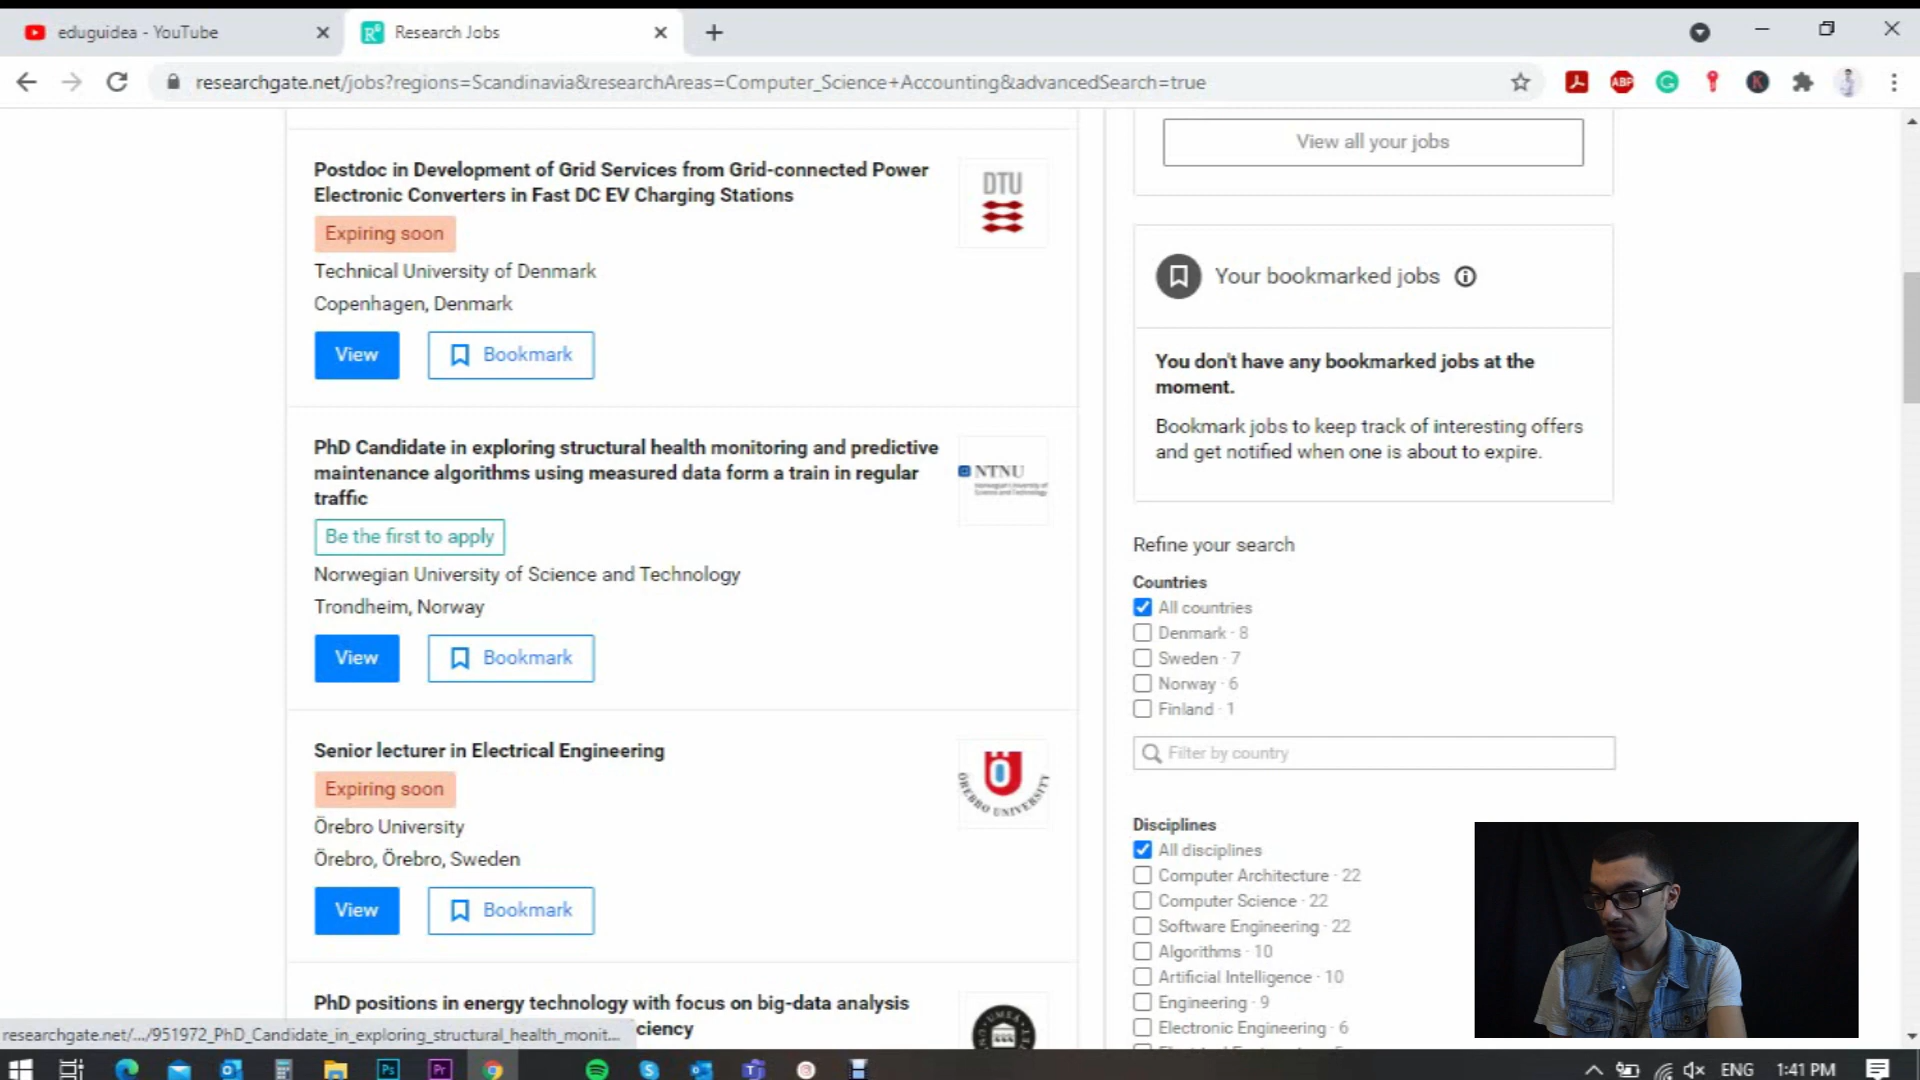 eduguidea - YouTube
Research Jobs
researchgate.net/jobs?regions=Scandinavia&researchAreas=Computer_Science+Accounting&advancedSearch=true
ABP
Postdoc in Development of Grid Services from Grid-connected Power
Electronic Converters in Fast DC EV Charging Stations
Expiring soon
Technical University of Denmark
Copenhagen, Denmark
View
Bookmark
DTU
PhD Candidate in exploring structural health monitoring and predictive
maintenance algorithms using measured data form a train in regular
traffic
Be the first to apply
Norwegian University of Science and Technology
Trondheim, Norway
View
Bookmark
NTNU
Norwegian University of
Science and Technology
Senior lecturer in Electrical Engineering
Expiring soon
Örebro University
Örebro, Örebro, Sweden
View
Bookmark
ÖREBRO UNIVERSITY
PhD positions in energy technology with focus on big-data analysis
ciency
View all your jobs
Your bookmarked jobs
You don't have any bookmarked jobs at the
moment.
Bookmark jobs to keep track of interesting offers
and get notified when one is about to expire.
Refine your search
Countries
All countries
Denmark · 8
Sweden · 7
Norway · 6
Finland · 1
Filter by country
Disciplines
All disciplines
Computer Architecture · 22
Computer Science · 22
Software Engineering · 22
Algorithms · 10
Artificial Intelligence · 10
Engineering · 9
Electronic Engineering · 6
researchgate.net/.../951972_PhD_Candidate_in_exploring_structural_health_monit...
Ps
Pr
ENG
1:41 PM